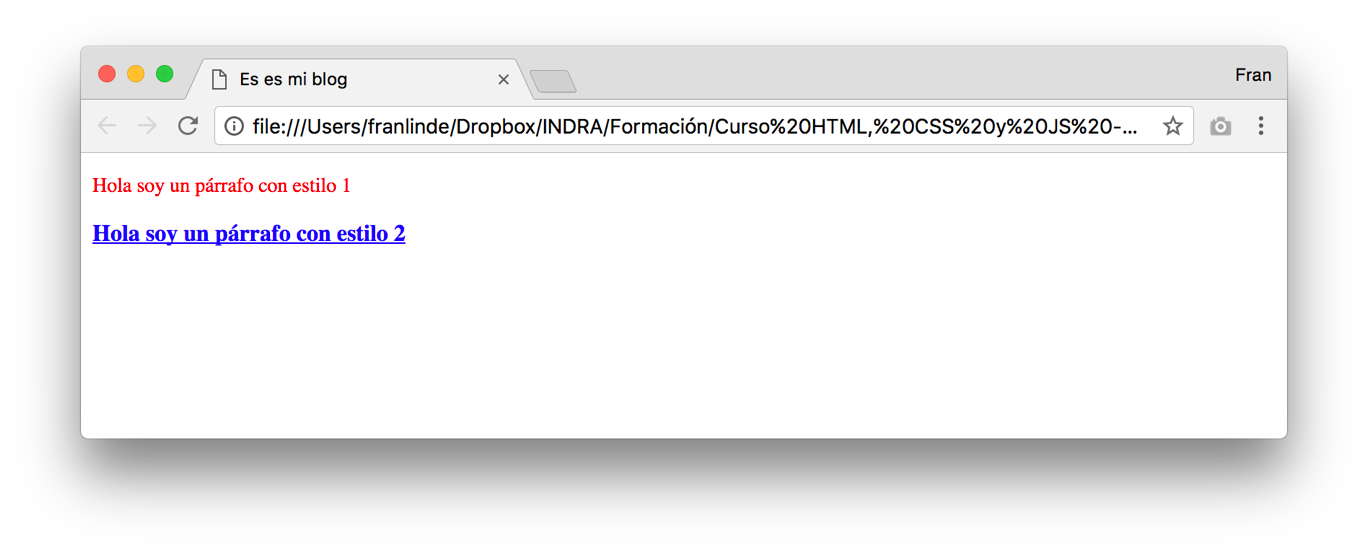 Es es mi blog
Fran
file:///Users/franlinde/Dropbox/INDRA/Formación/Curso%20HTML,%20CSS%20y%20JS%20-...
Hola soy un párrafo con estilo 1
Hola soy un párrafo con estilo 2